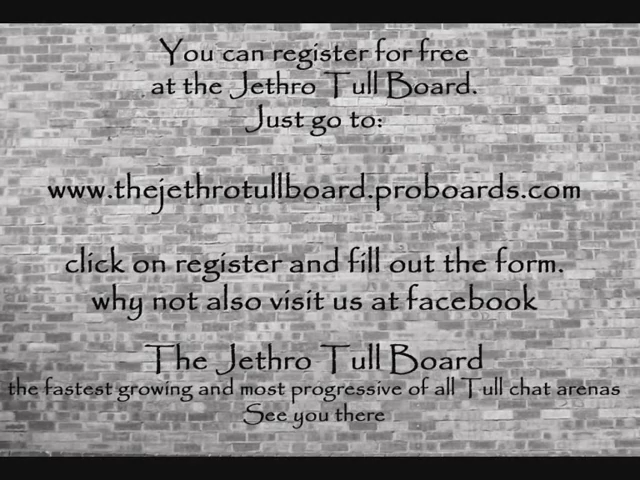 You can register for free
at the Jethro Tull Board.
Just go to:
www.thejethrotullboard.proboards.com
click on register and fill out the form.
why not also visit us at facebook
The Jethro Tull Board
the fastest growing and most progressive of all Tull chat arenas
See you there